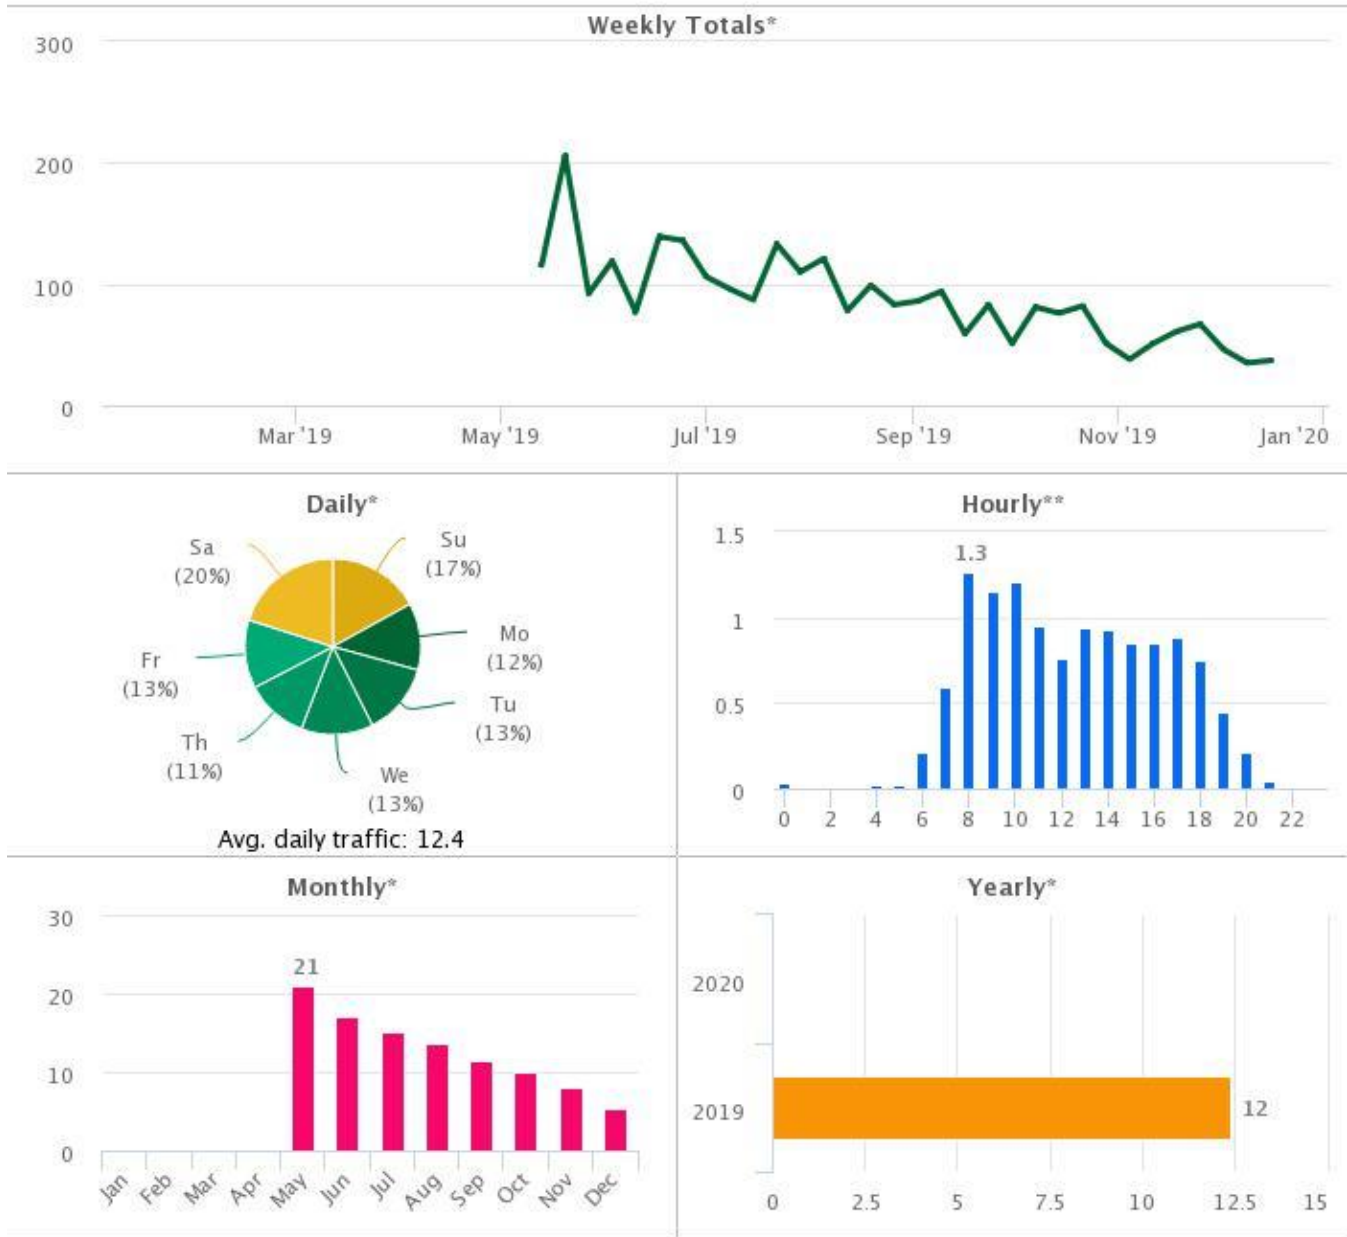 Weekly Totals*
300
200
100
0
Mar '19 May '19 Jul '19 Sep '19 Nov '19 Jan '20
Daily*
Sa
(20%)
Su
(17%)
Mo
(12%)
Fr
(13%)
Tu
(13%)
Th
(11%)
We
(13%)
Avg. daily traffic: 12.4
Hourly**
1.5
1.3
1
0.5
0
0 2 4 6 8 10 12 14 16 18 20 22
Monthly*
30
21
20
10
0
Jan Feb Mar Apr May Jun Jul Aug Sep Oct Nov Dec
Yearly*
2020
2019 12
0 2.5 5 7.5 10 12.5 15